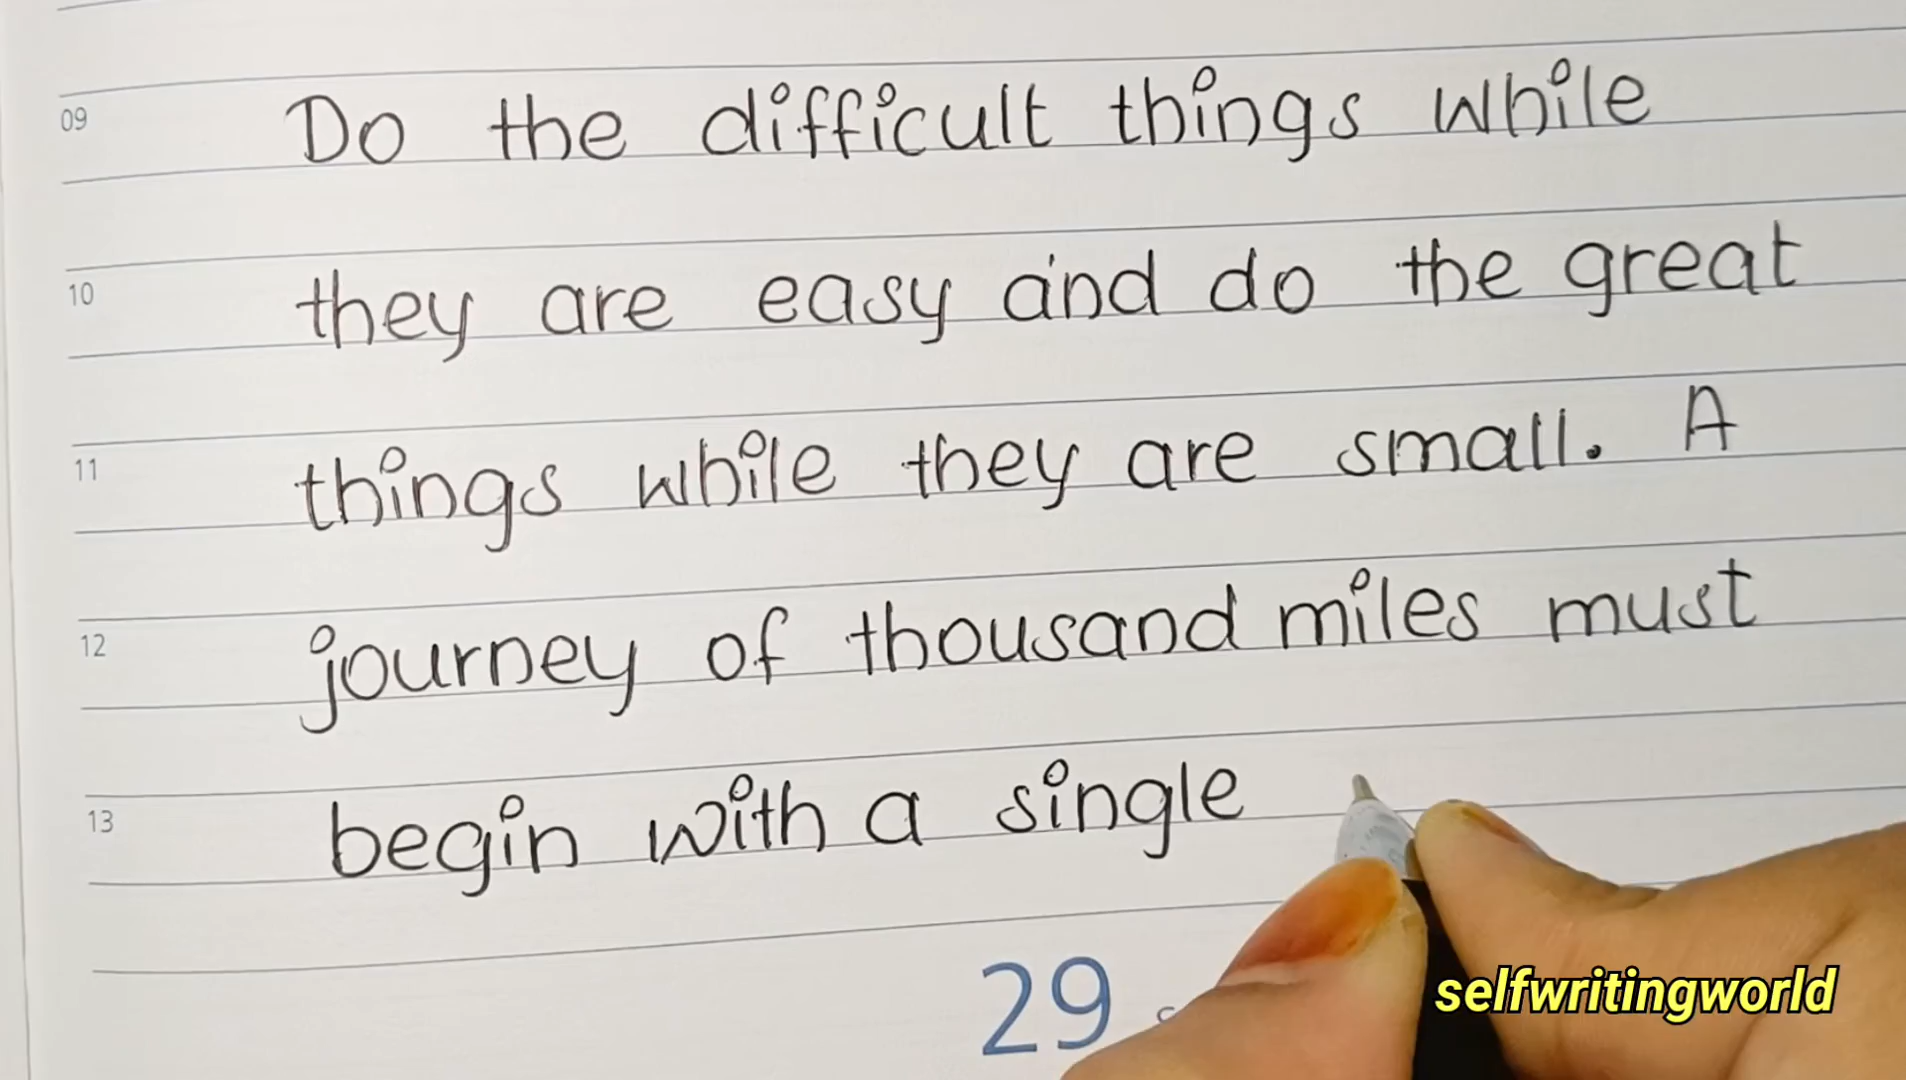 09 Do the difficult things while
10 they are easy and do the great
11 things while they are small. A
12 journey of thousand miles must
13 begin with a single
29
selfwritingworld